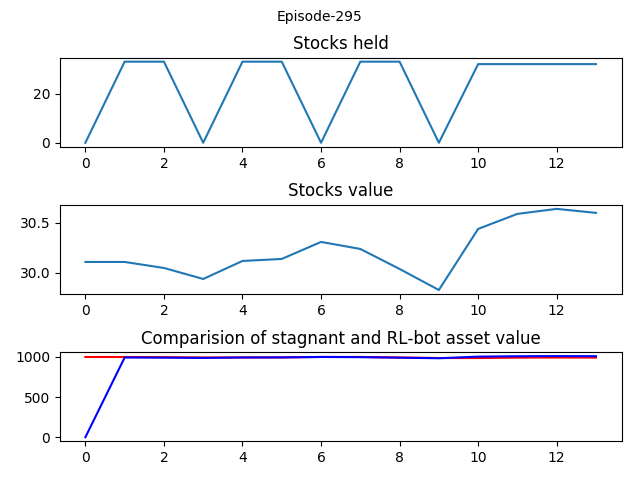 Episode-295
Stocks held
20
0
0 2 4 6 8 10 12
Stocks value
30.5
30.0
0 2 4 6 8 10 12
Comparision of stagnant and RL-bot asset value
1000
500
0
0 2 4 6 8 10 12